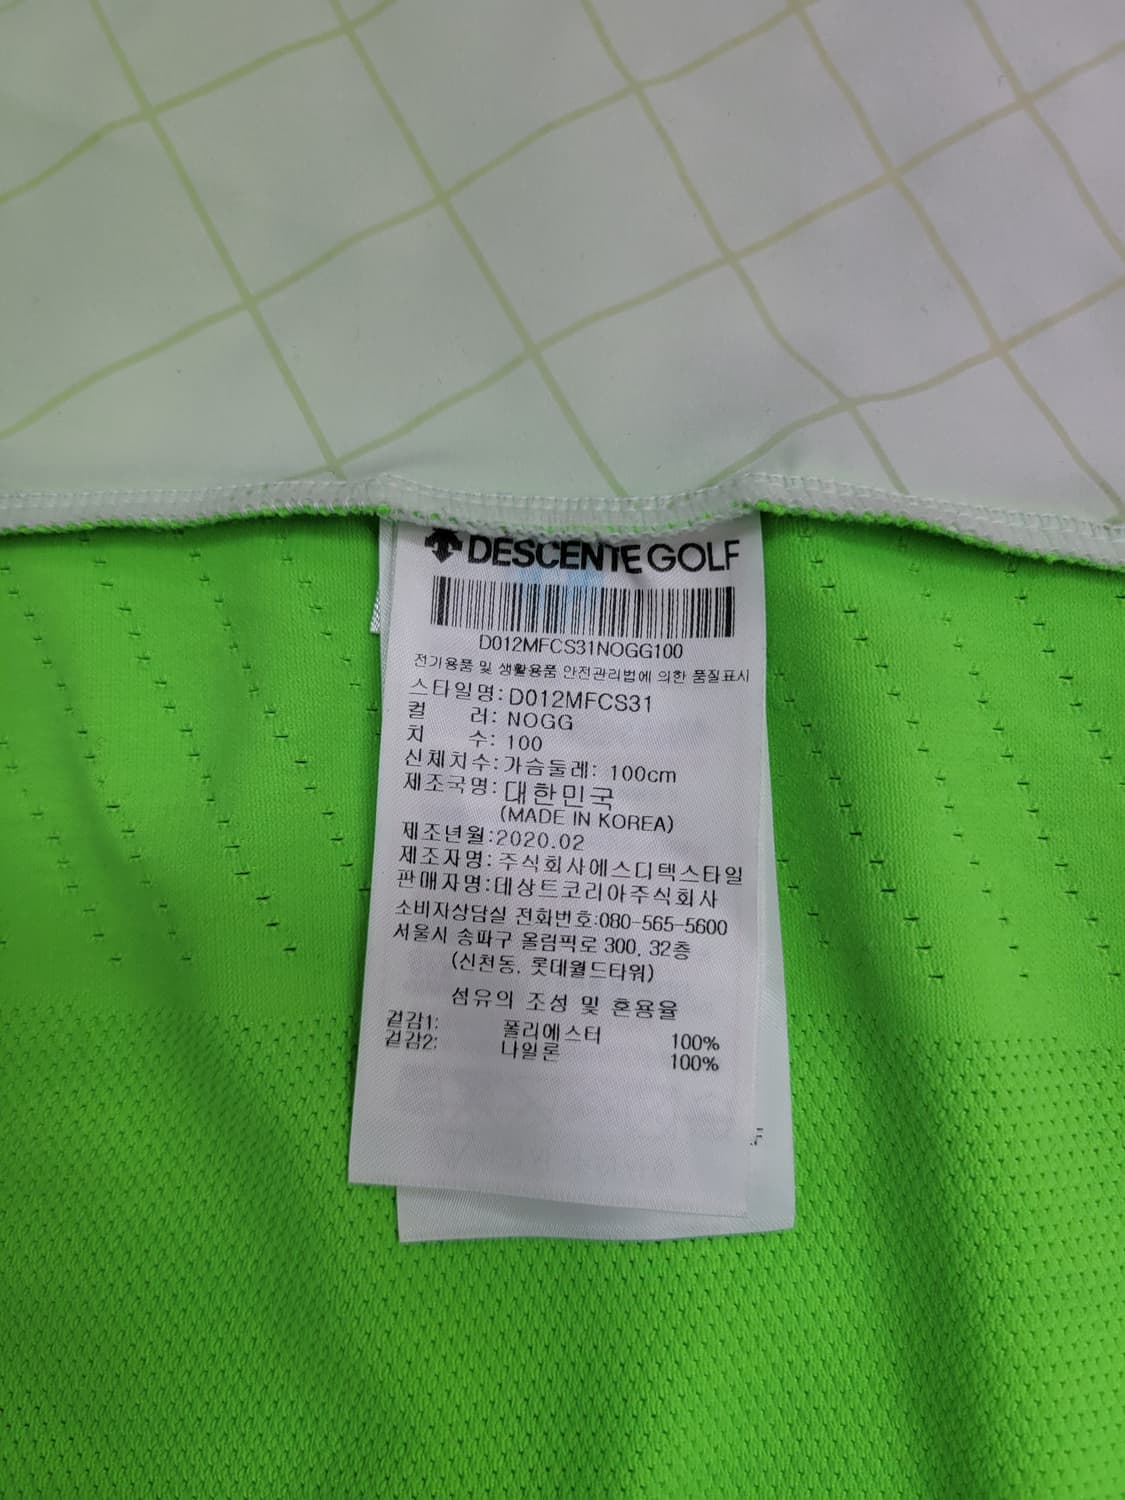 DESCENTE GOLF
D012MFCS31NOGG100
전기용품 및 생활용품 안전관리법에 의한 품질표시
스타일명: D012MFCS31
컬 러: NOGG
치 수: 100
신체치수: 가슴둘레: 100cm
제조국명: 대한민국
(MADE IN KOREA)
제조년월: 2020.02
제조자명: 주식회사에스디텍스타일
판매자명: 데상트코리아주식회사
소비자상담실 전화번호:080-565-5600
서울시 송파구 올림픽로 300, 32층
(신천동, 롯데월드타워)
섬유의 조성 및 혼용율
겉감1: 폴리에스터 100%
겉감2: 나일론 100%